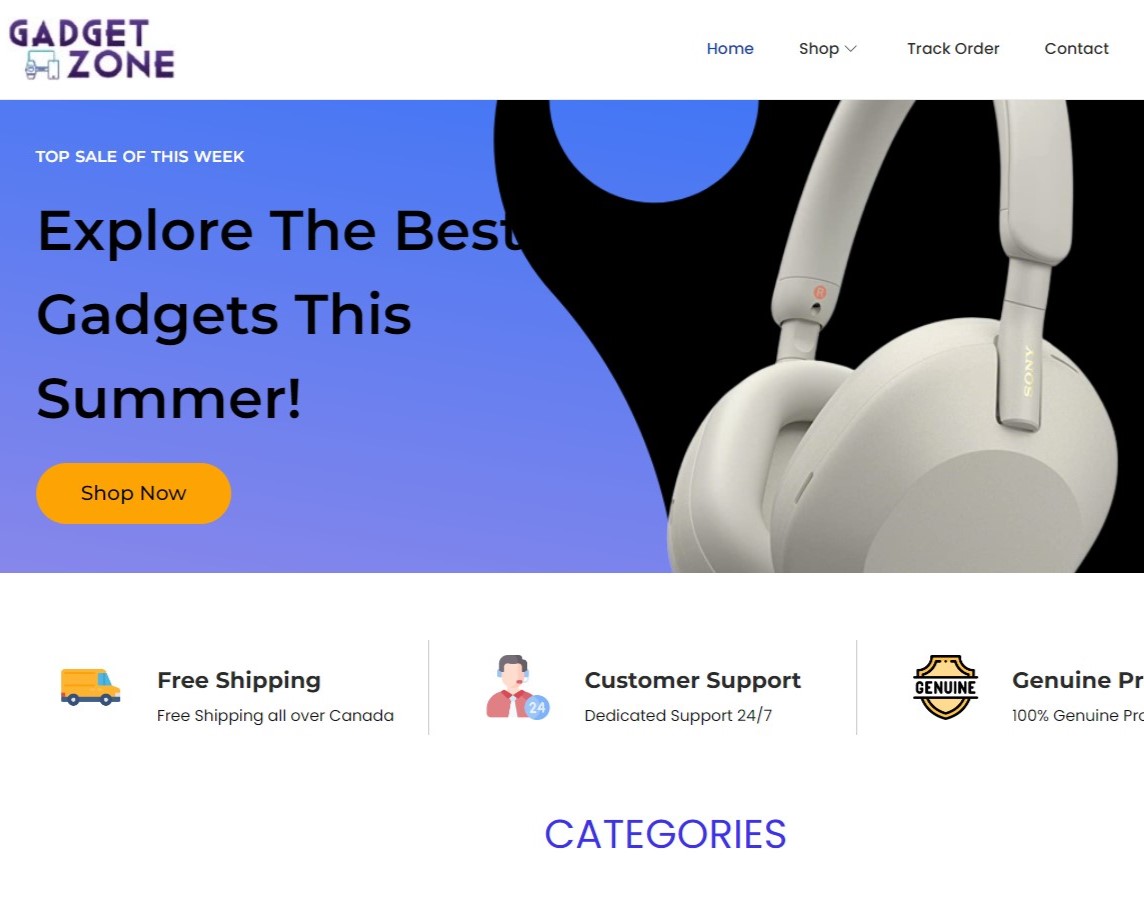 GADGET
ZONE
Home
Shop
Track Order
Contact
TOP SALE OF THIS WEEK
Explore The Best
Gadgets This
Summer!
Shop Now
R
SONY
Free Shipping
Free Shipping all over Canada
24
Customer Support
Dedicated Support 24/7
GENUINE
Genuine Pr
100% Genuine Pro
CATEGORIES